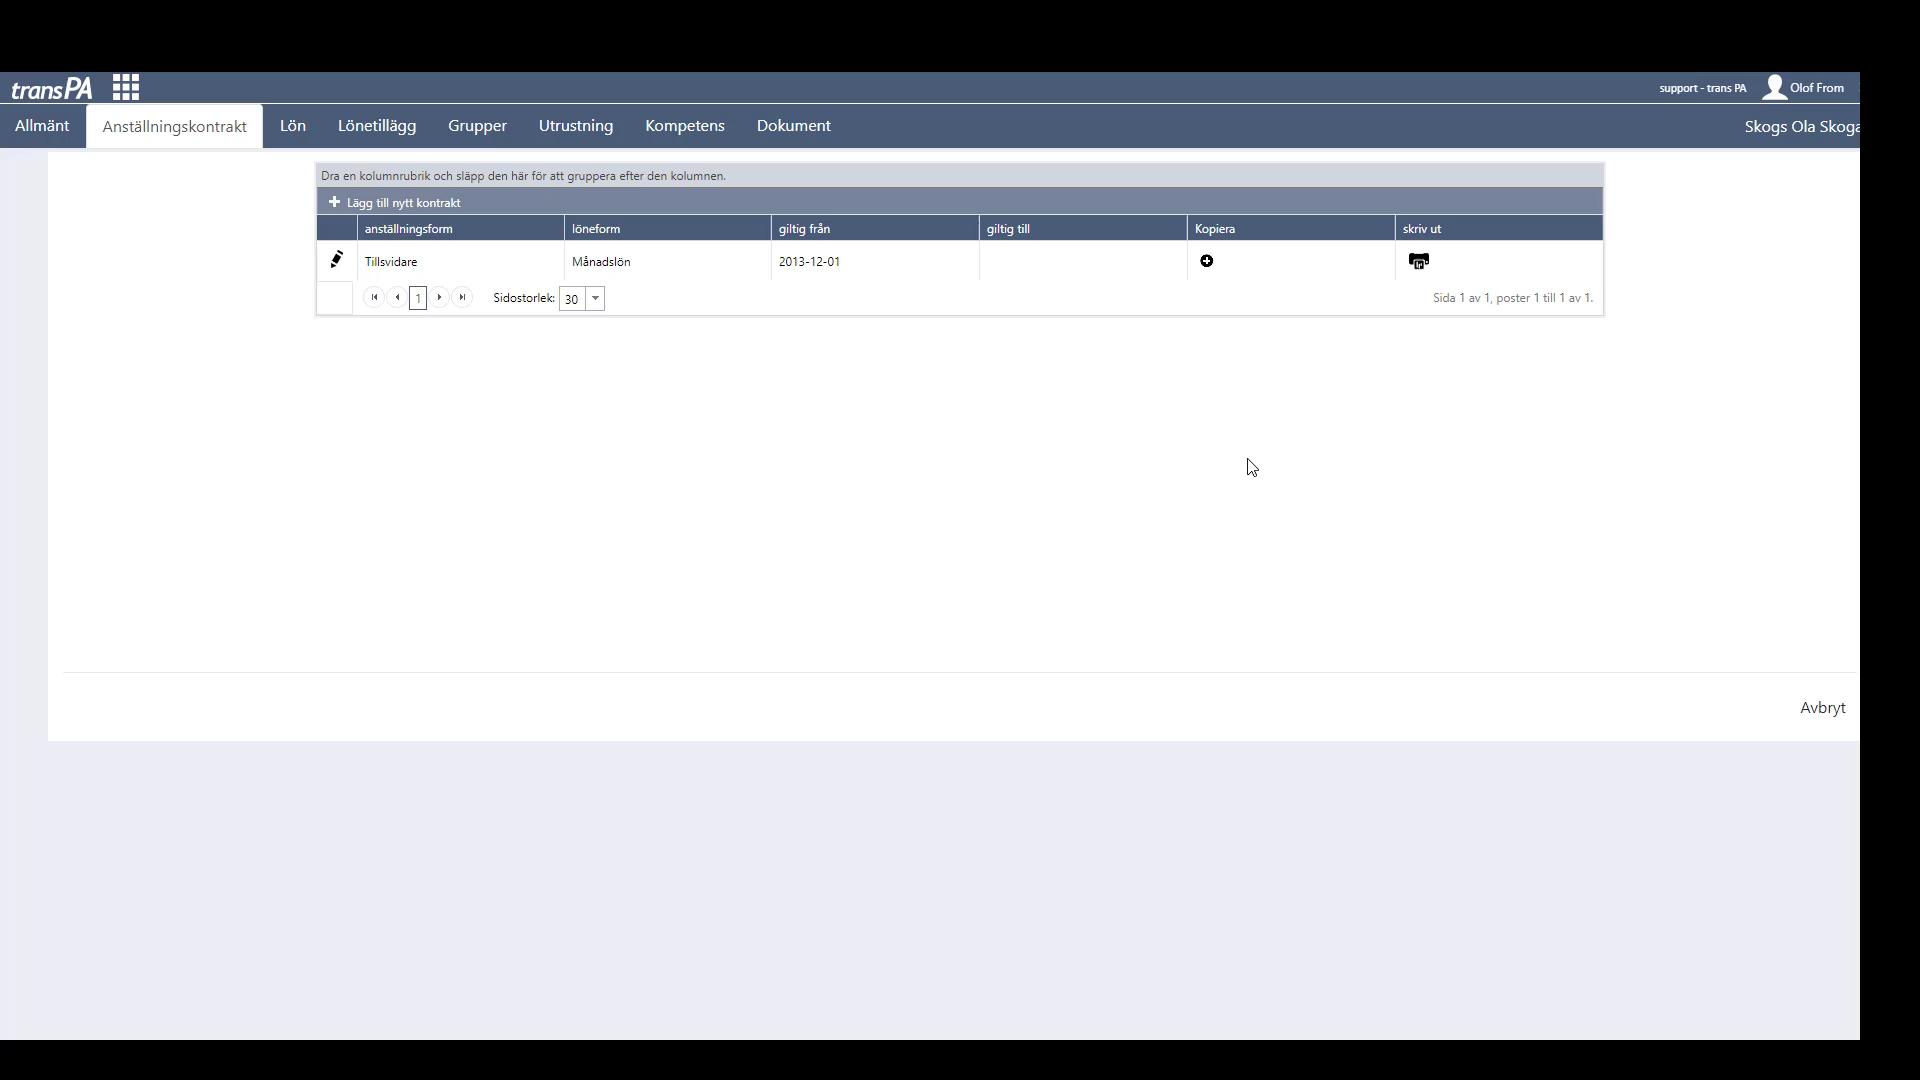 transPA
support - trans PA
Olof From
Allmänt
Anställningskontrakt
Lön
Lönetillägg
Grupper
Utrustning
Kompetens
Dokument
Skogs Ola Skoga
Dra en kolumnrubrik och släpp den här för att gruppera efter den kolumnen.
Lägg till nytt kontrakt
anställningsform
löneform
giltig från
giltig till
Kopiera
skriv ut
Tillsvidare
Månadslön
2013-12-01
1
Sidostorlek:
30
Sida 1 av 1, poster 1 till 1 av 1.
Avbryt